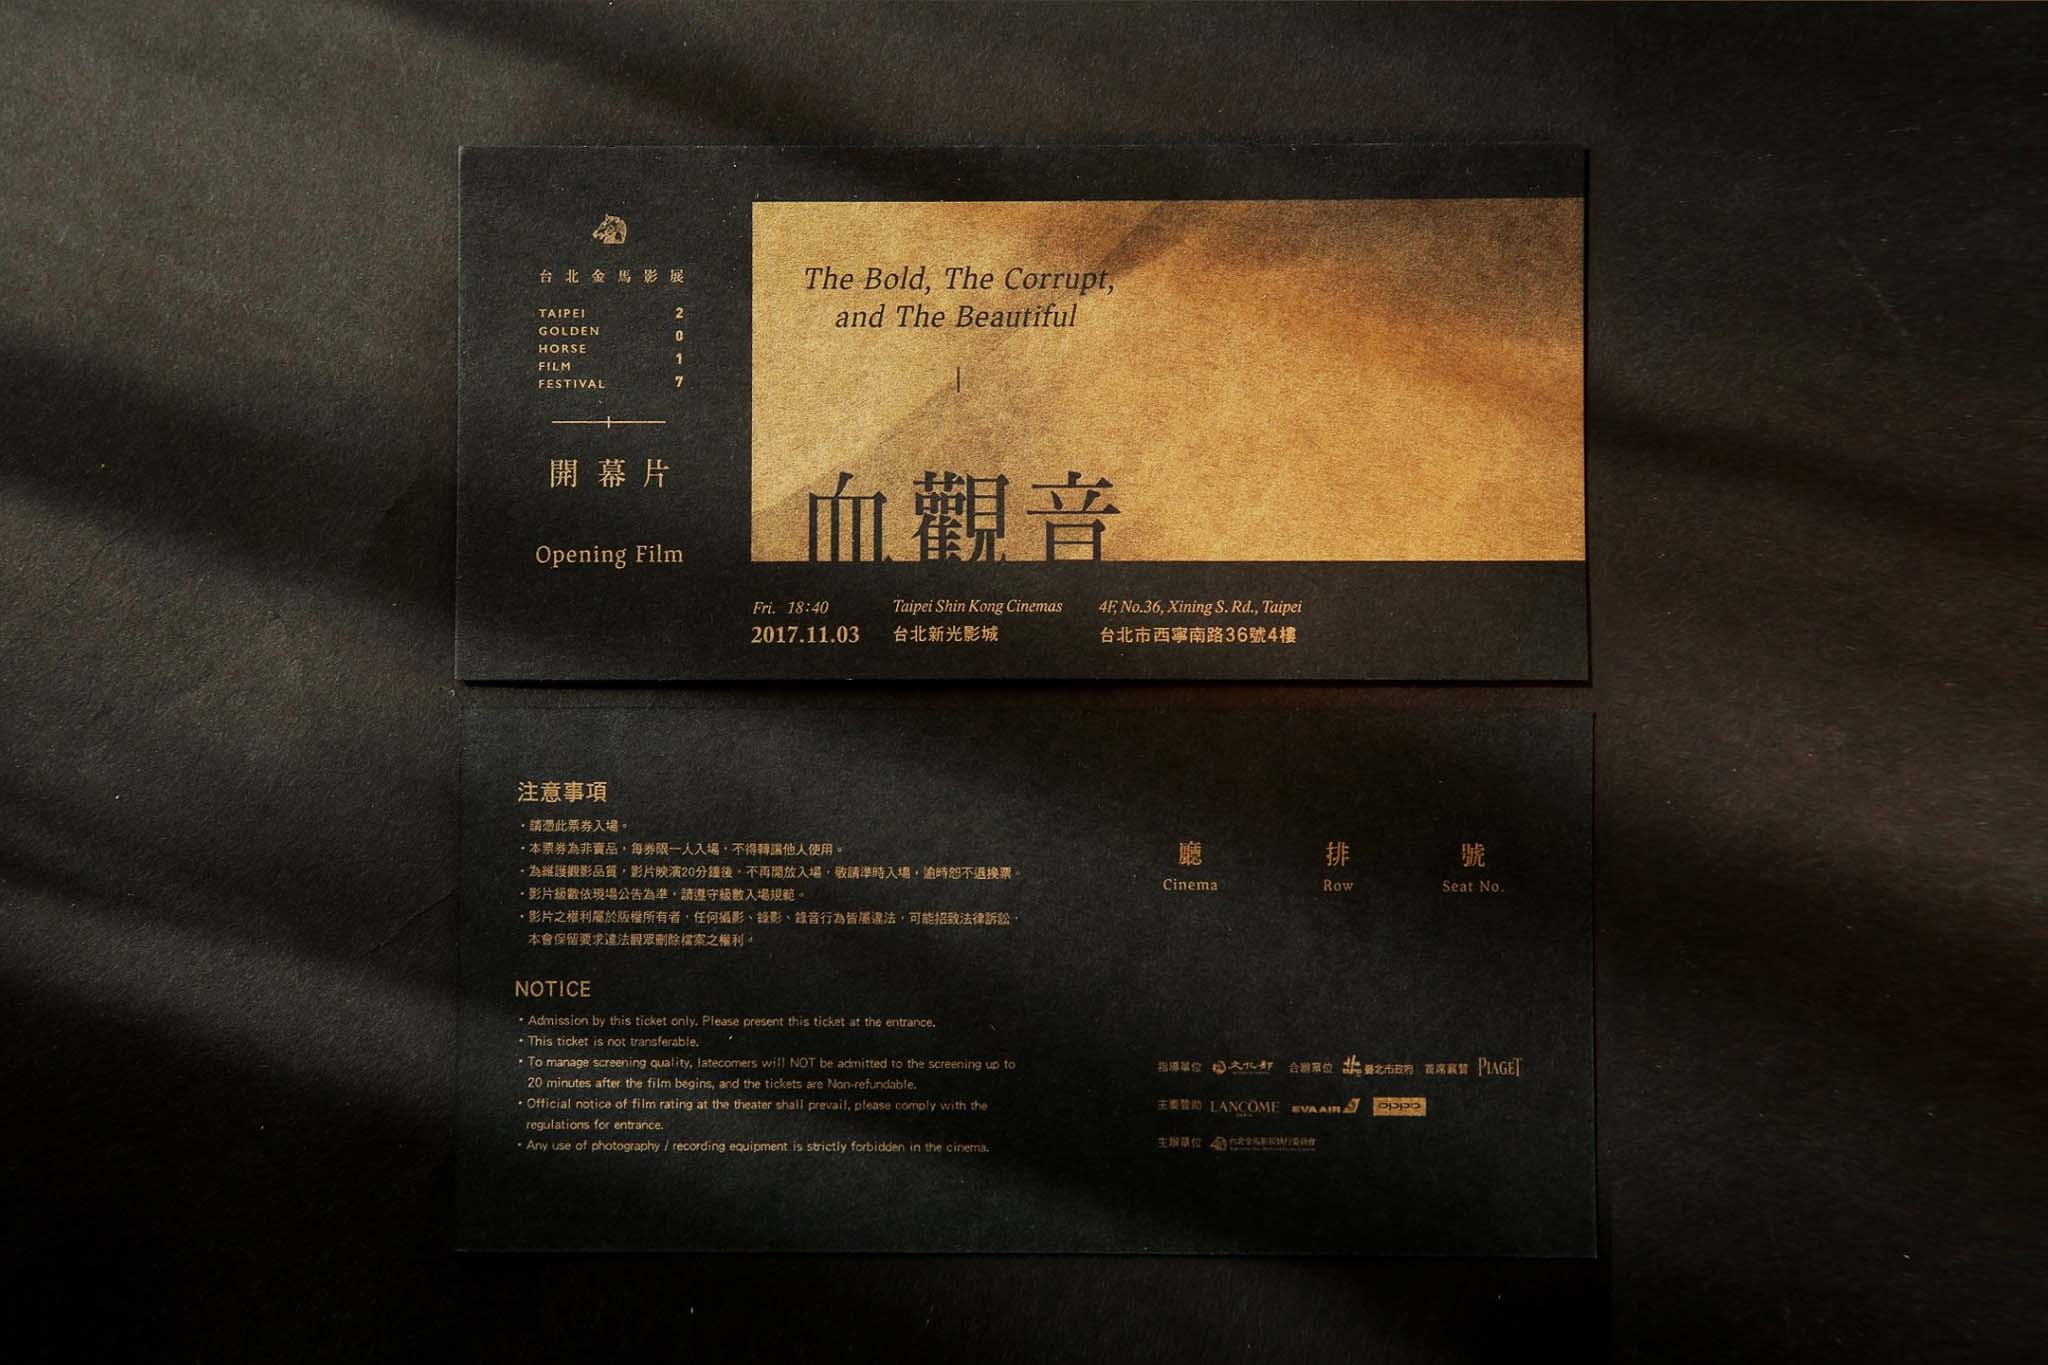 台北金馬影展
TAIPEI
GOLDEN
HORSE
FILM
FESTIVAL
2
0
1
7
開幕片
Opening Film
The Bold, The Corrupt,
and The Beautiful
血觀音
Fri. 18:40
2017.11.03
Taipei Shin Kong Cinemas
台北新光影城
4F, No.36, Xining S. Rd., Taipei
台北市西寧南路36號4樓
注意事項
・請憑此票券入場。
・本票券為非賣品，每券限一人入場，不得轉讓他人使用。
・為維護觀影品質，影片映演20分鐘後，不再開放入場，敬請準時入場，逾時恕不退換票。
・影片級數依現場公告為準，請遵守級數入場規範。
・影片之權利屬於版權所有者，任何攝影、錄影、錄音行為皆屬違法，可能招致法律訴訟，
本會保留要求違法觀眾刪除檔案之權利。
NOTICE
・Admission by this ticket only. Please present this ticket at the entrance.
・This ticket is not transferable.
・To manage screening quality, latecomers will NOT be admitted to the screening up to
20 minutes after the film begins, and the tickets are Non-refundable.
・Official notice of film rating at the theater shall prevail, please comply with the
regulations for entrance.
・Any use of photography / recording equipment is strictly forbidden in the cinema.
廳 排 號
Cinema Row Seat No.
指導單位 文化部 合辦單位 臺北市政府 首席贊助 PIAGET
主要贊助 LANCÔME EVA AIR oppo
主辦單位 台北金馬影展執行委員會